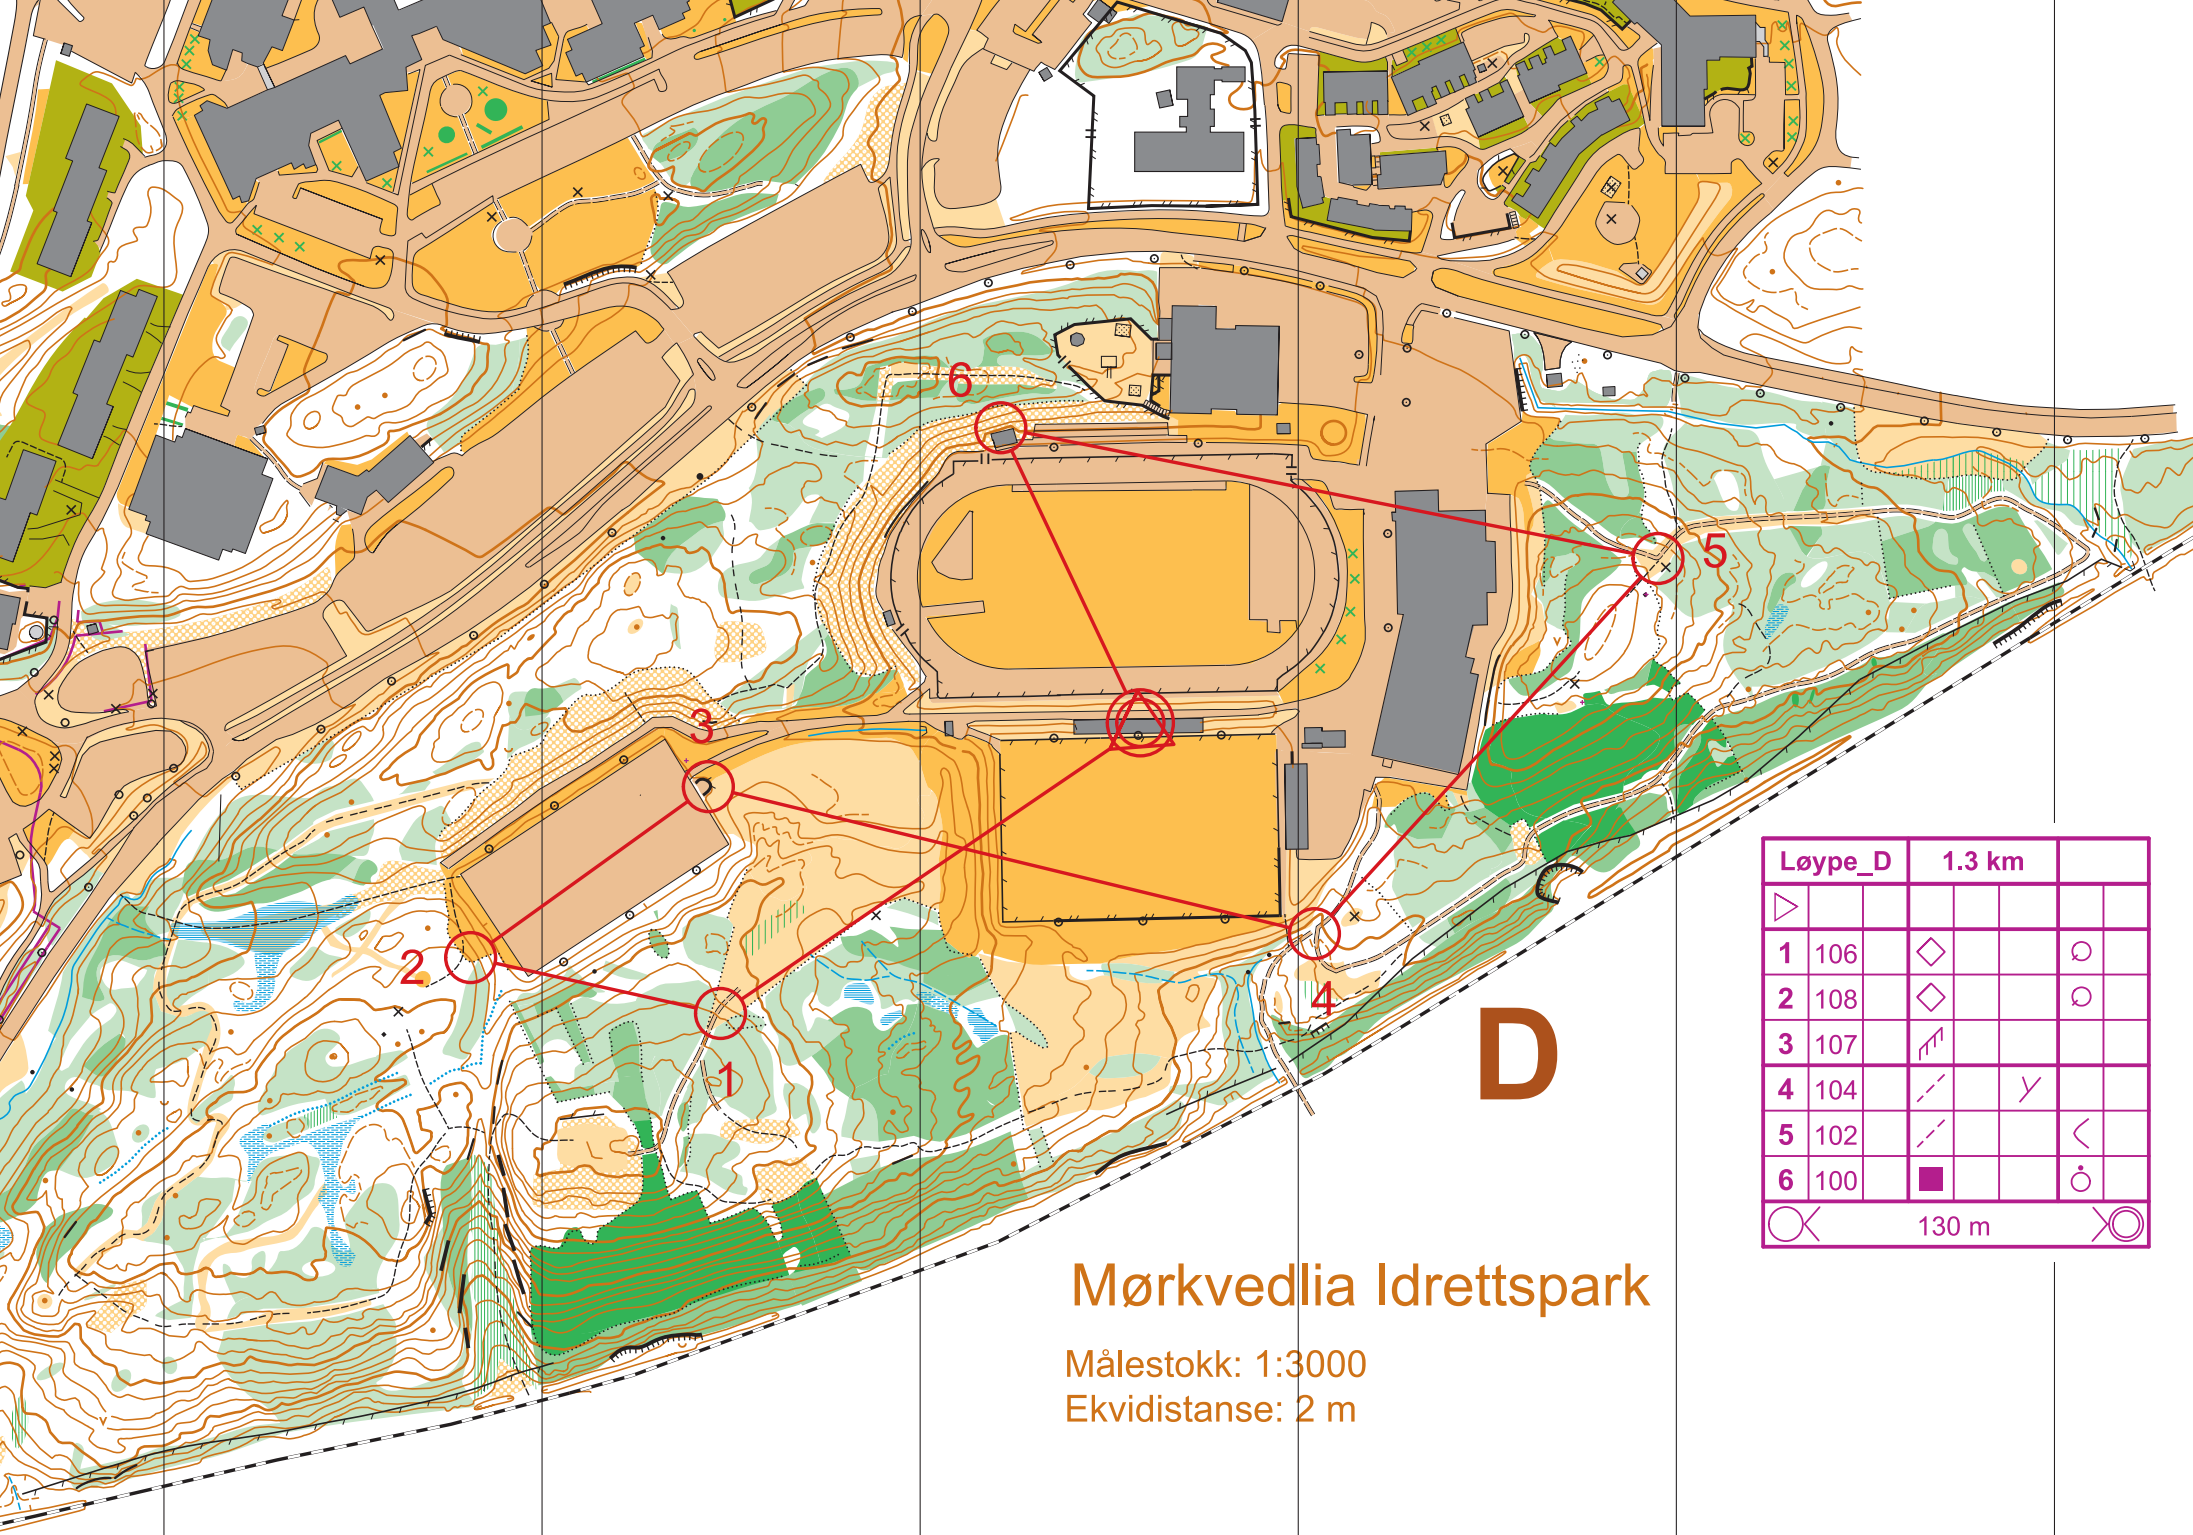 6
5
3
2
4
1
D
Løype_D 1.3 km
1 106
2 108
3 107
4 104
5 102
6 100
130 m
Mørkvedlia Idrettspark
Målestokk: 1:3000
Ekvidistanse: 2 m